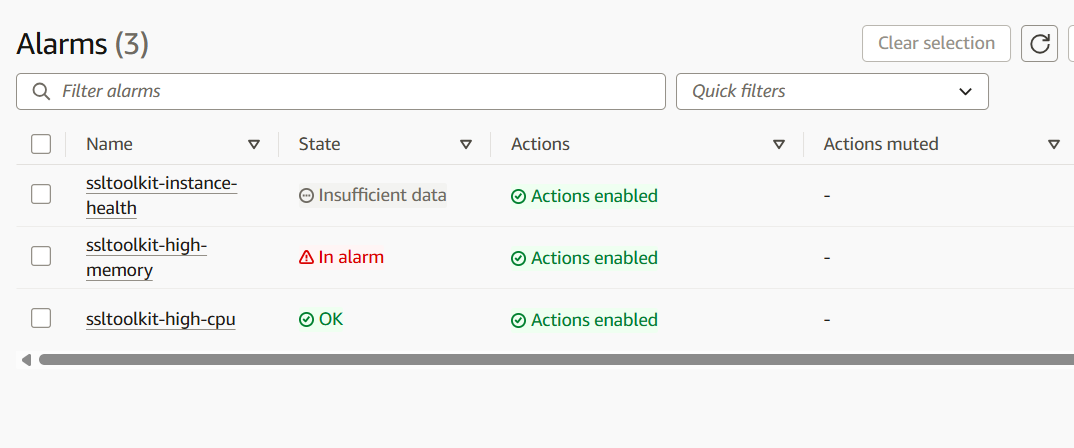 Alarms (3)
Clear selection
Filter alarms
Quick filters
Name State Actions Actions muted
ssltoolkit-instance-
health
Insufficient data
Actions enabled
-
ssltoolkit-high-
memory
In alarm
Actions enabled
-
ssltoolkit-high-cpu
OK
Actions enabled
-